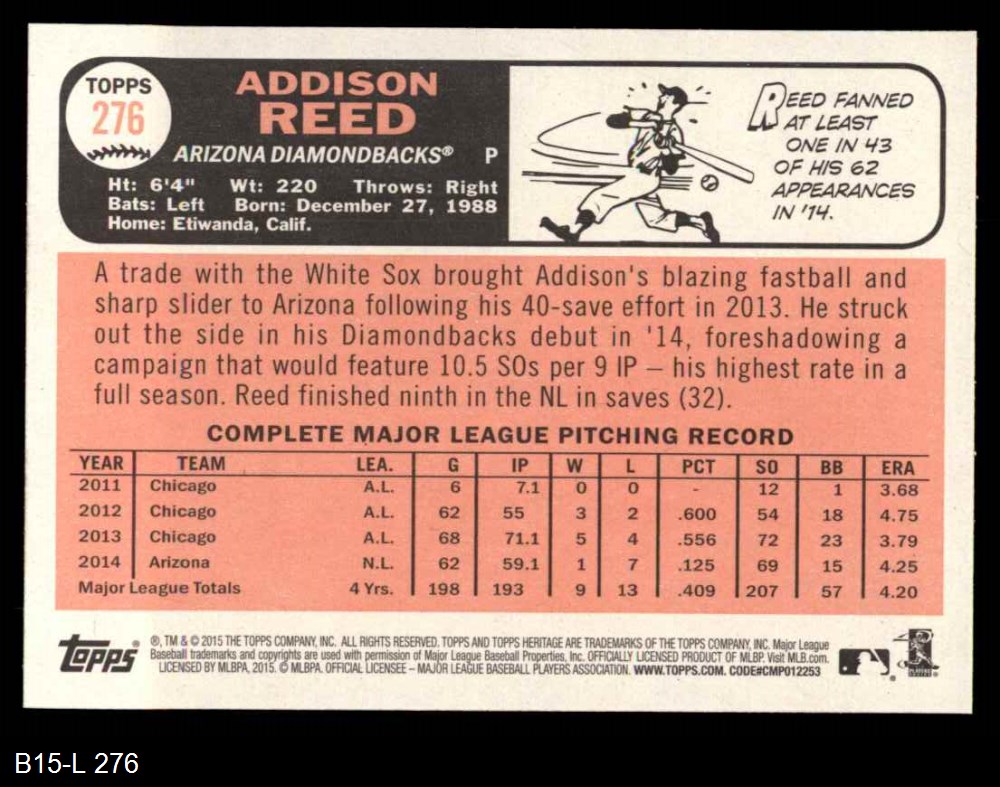 TOPPS
276
ADDISON
REED
ARIZONA DIAMONDBACKS® P
Ht: 6'4" Wt: 220 Throws: Right
Bats: Left Born: December 27, 1988
Home: Etiwanda, Calif.
REED FANNED
AT LEAST
ONE IN 43
OF HIS 62
APPEARANCES
IN '14.
A trade with the White Sox brought Addison's blazing fastball and
sharp slider to Arizona following his 40-save effort in 2013. He struck
out the side in his Diamondbacks debut in '14, foreshadowing a
campaign that would feature 10.5 SOs per 9 IP – his highest rate in a
full season. Reed finished ninth in the NL in saves (32).
COMPLETE MAJOR LEAGUE PITCHING RECORD
YEAR TEAM LEA. G IP W L PCT SO BB ERA
2011 Chicago A.L. 6 7.1 0 0 - 12 1 3.68
2012 Chicago A.L. 62 55 3 2 .600 54 18 4.75
2013 Chicago A.L. 68 71.1 5 4 .556 72 23 3.79
2014 Arizona N.L. 62 59.1 1 7 .125 69 15 4.25
Major League Totals 4 Yrs. 198 193 9 13 .409 207 57 4.20
topps®
®, TM & © 2015 THE TOPPS COMPANY, INC. ALL RIGHTS RESERVED. TOPPS AND TOPPS HERITAGE ARE TRADEMARKS OF THE TOPPS COMPANY, INC. Major League
Baseball trademarks and copyrights are used with permission of Major League Baseball Properties, Inc. OFFICIALLY LICENSED PRODUCT OF MLBP. Visit MLB.com.
LICENSED BY MLBPA, 2015. © MLBPA. OFFICIAL LICENSEE – MAJOR LEAGUE BASEBALL PLAYERS ASSOCIATION. WWW.TOPPS.COM. CODE#CMP012253
B15-L 276